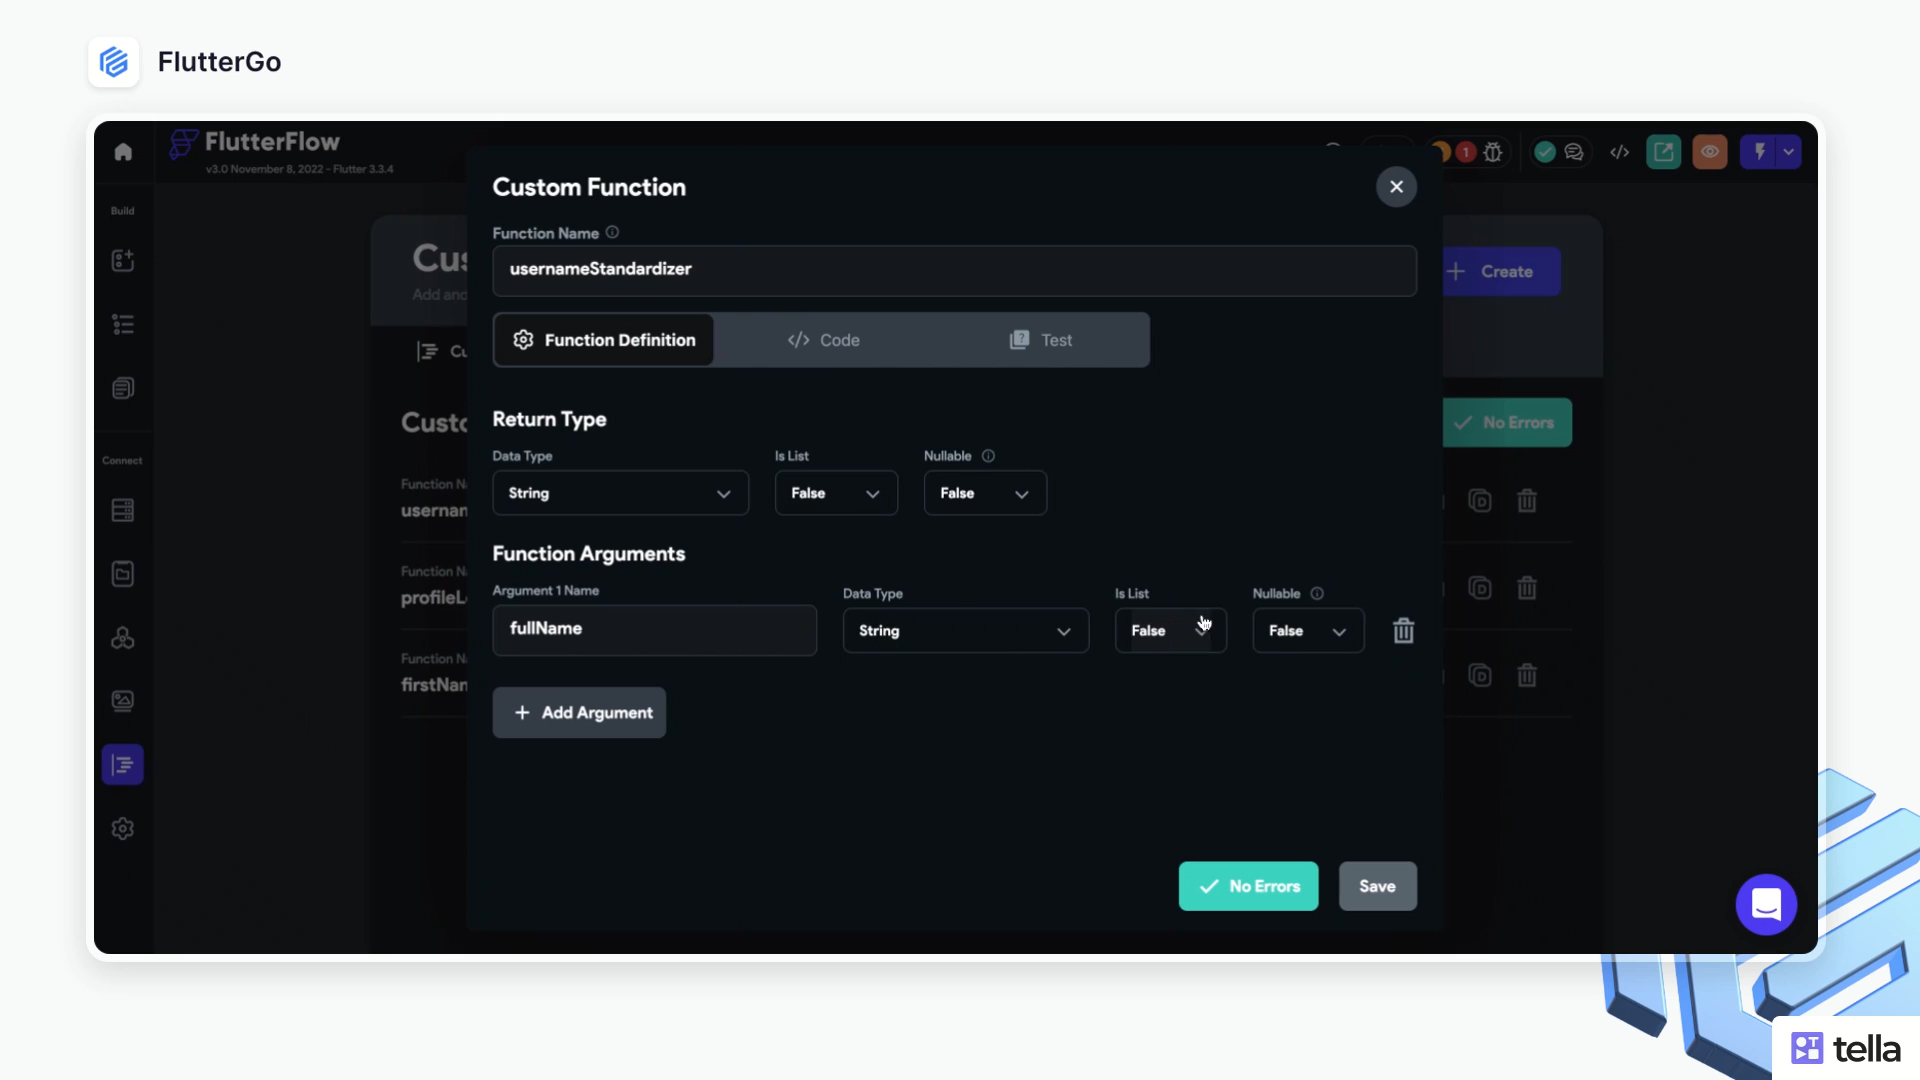 FlutterGo
FlutterFlow
v3.0 November 8, 2022 - Flutter 3.3.4
1
Build
Connect
Custom Function
Function Name
usernameStandardizer
Create
Function Definition
Code
Test
No Errors
Return Type
Data Type
Is List
Nullable
String
False
False
Function Arguments
Argument 1 Name
Data Type
Is List
Nullable
fullName
String
False
False
Add Argument
No Errors
Save
tella